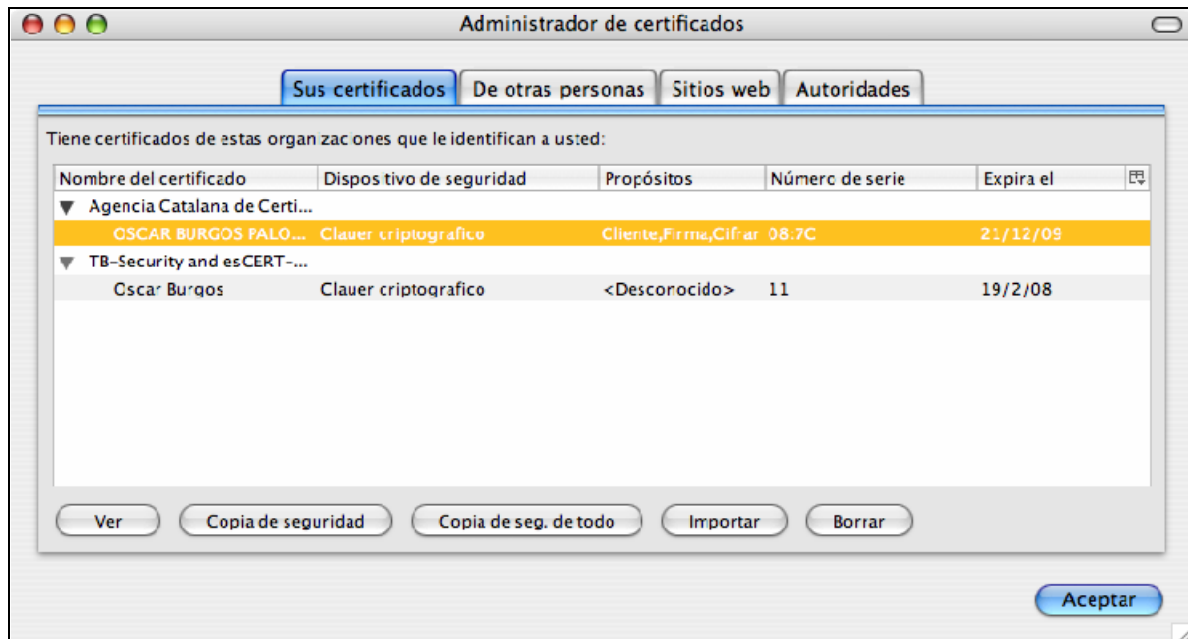 Administrador de certificados
Sus certificados De otras personas Sitios web Autoridades
Tiene certificados de estas organizaciones que le identifican a usted:
Nombre del certificado Dispositivo de seguridad Propósitos Número de serie Expira el
Agencia Catalana de Certi...
OSCAR BURGOS PALO... Clauer criptografico Cliente,Firma,Cifrar 08:7C 21/12/09
TB-Security and esCERT-...
Oscar Burgos Clauer criptografico <Desconocido> 11 19/2/08
Ver Copia de seguridad Copia de seg. de todo Importar Borrar
Aceptar